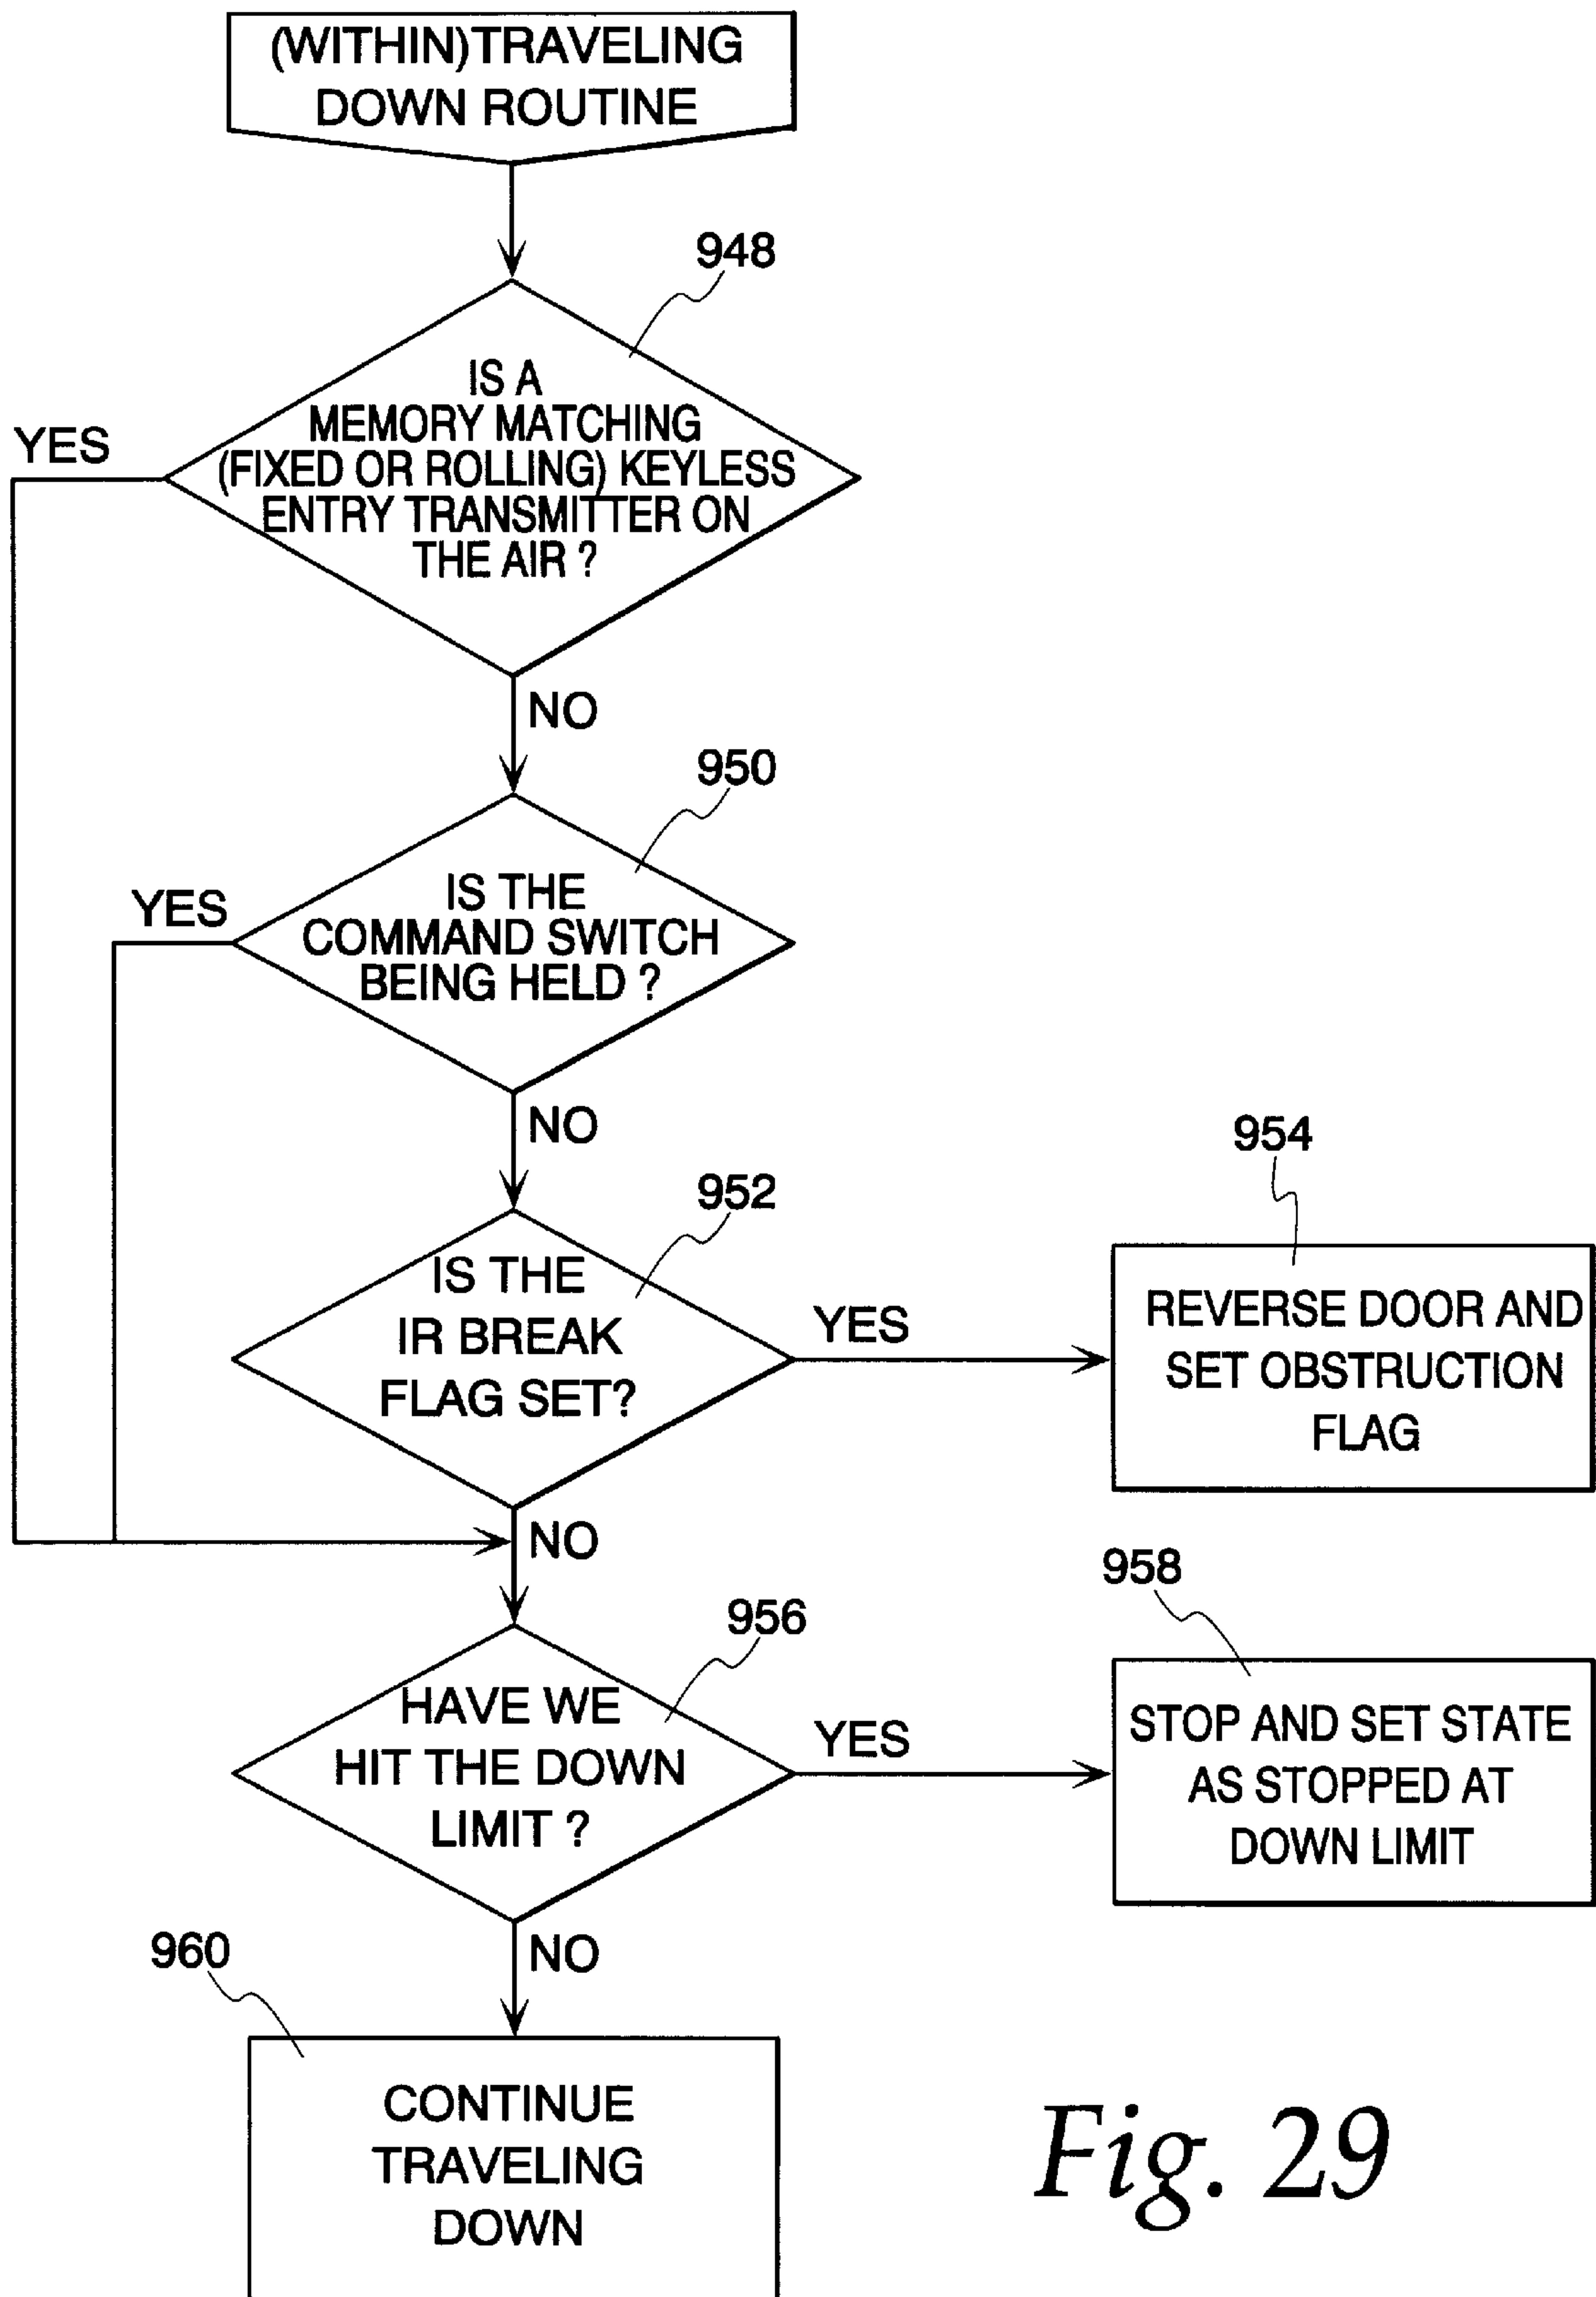 (WITHIN)TRAVELING
DOWN ROUTINE
948
IS A
MEMORY MATCHING
(FIXED OR ROLLING) KEYLESS
ENTRY TRANSMITTER ON
THE AIR ?
YES
NO
950
IS THE
COMMAND SWITCH
BEING HELD ?
YES
NO
952
IS THE
IR BREAK
FLAG SET?
YES
954
REVERSE DOOR AND
SET OBSTRUCTION
FLAG
NO
956
HAVE WE
HIT THE DOWN
LIMIT ?
YES
958
STOP AND SET STATE
AS STOPPED AT
DOWN LIMIT
NO
960
CONTINUE
TRAVELING
DOWN
Fig. 29